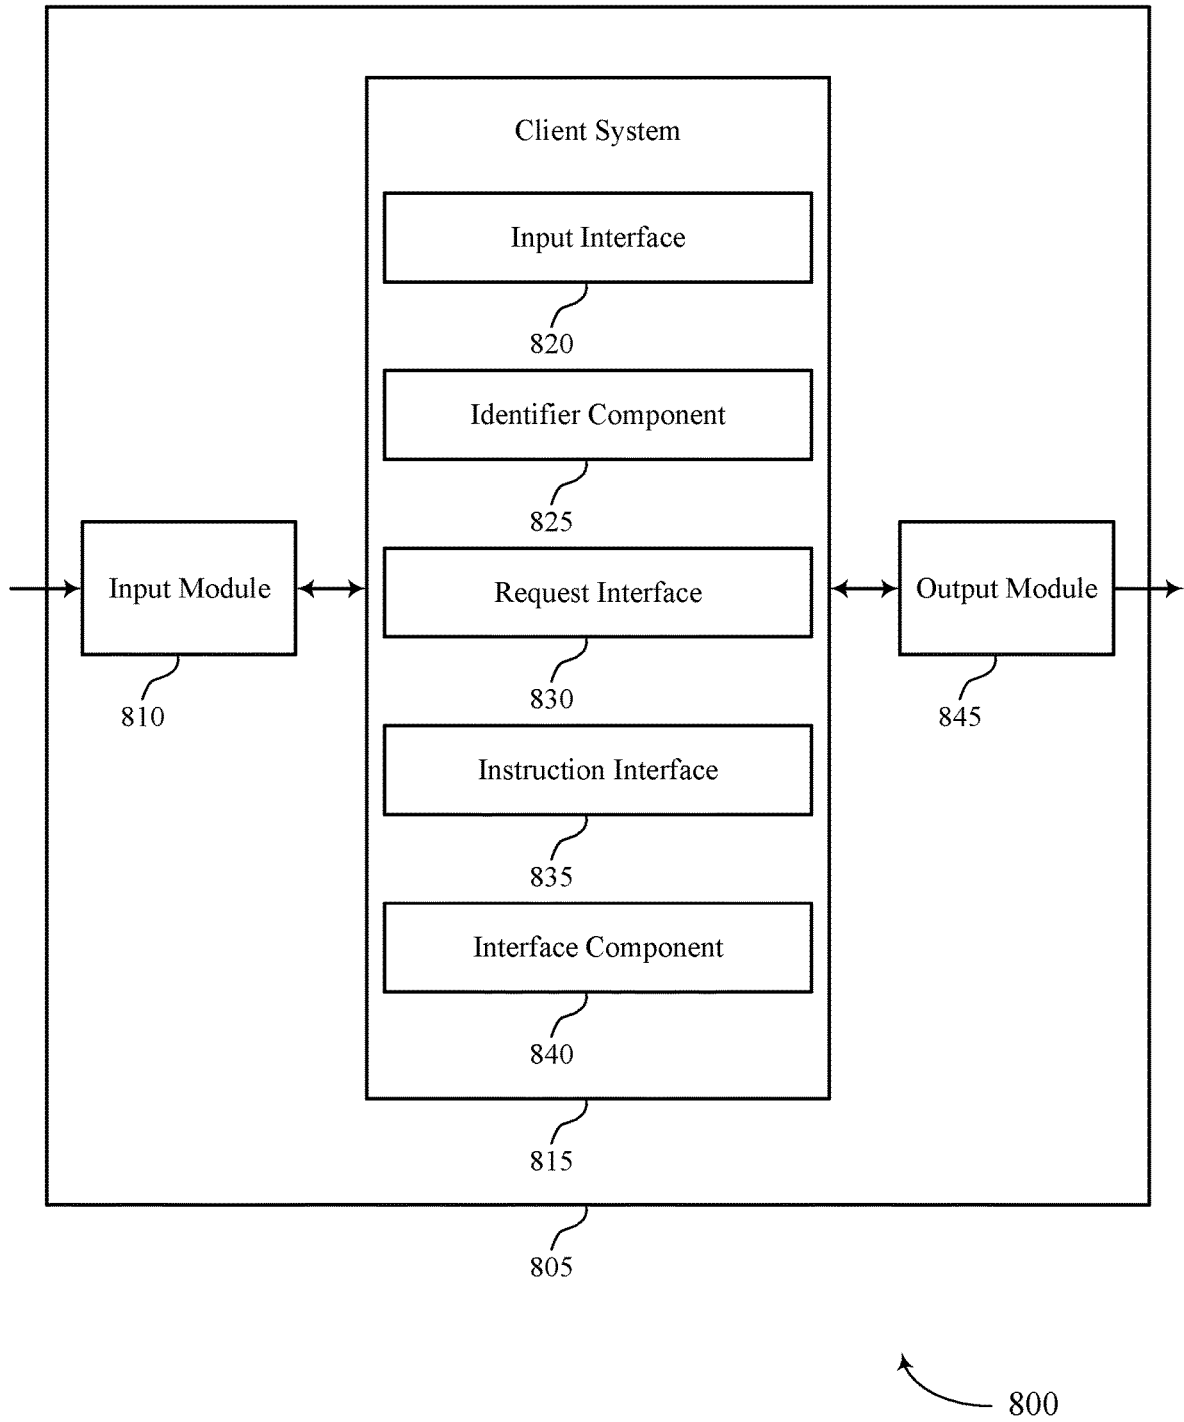 Client System
Input Interface
820
Identifier Component
825
Input Module
810
Request Interface
830
Output Module
845
Instruction Interface
835
Interface Component
840
815
805
800